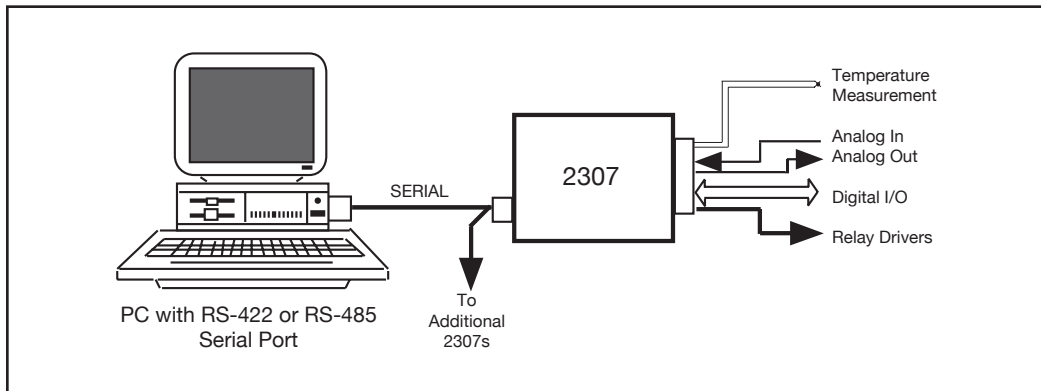 SERIAL
2307
Temperature
Measurement
Analog In
Analog Out
Digital I/O
Relay Drivers
To
Additional
2307s
PC with RS-422 or RS-485
Serial Port